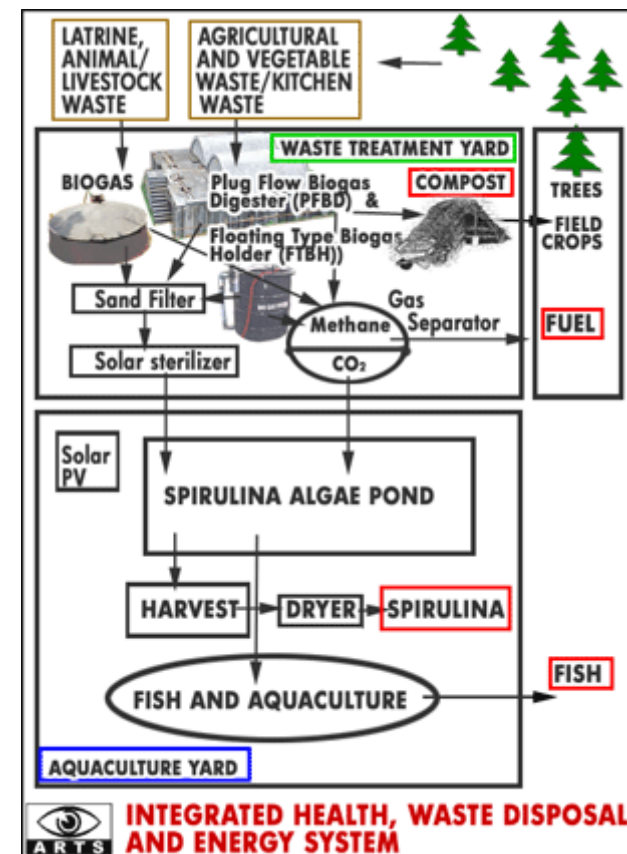 LATRINE,
ANIMAL/
LIVESTOCK
WASTE
AGRICULTURAL
AND VEGETABLE
WASTE/KITCHEN
WASTE
WASTE TREATMENT YARD
BIOGAS
Plug Flow Biogas
Digester (PFBD) &
COMPOST
TREES
Floating Type Biogas
Holder (FTBH))
FIELD
CROPS
Sand Filter
Gas
Separator
Methane
FUEL
Solar sterilizer
CO₂
Solar
PV
SPIRULINA ALGAE POND
HARVEST
DRYER
SPIRULINA
FISH AND AQUACULTURE
FISH
AQUACULTURE YARD
ARTS
INTEGRATED HEALTH, WASTE DISPOSAL
AND ENERGY SYSTEM